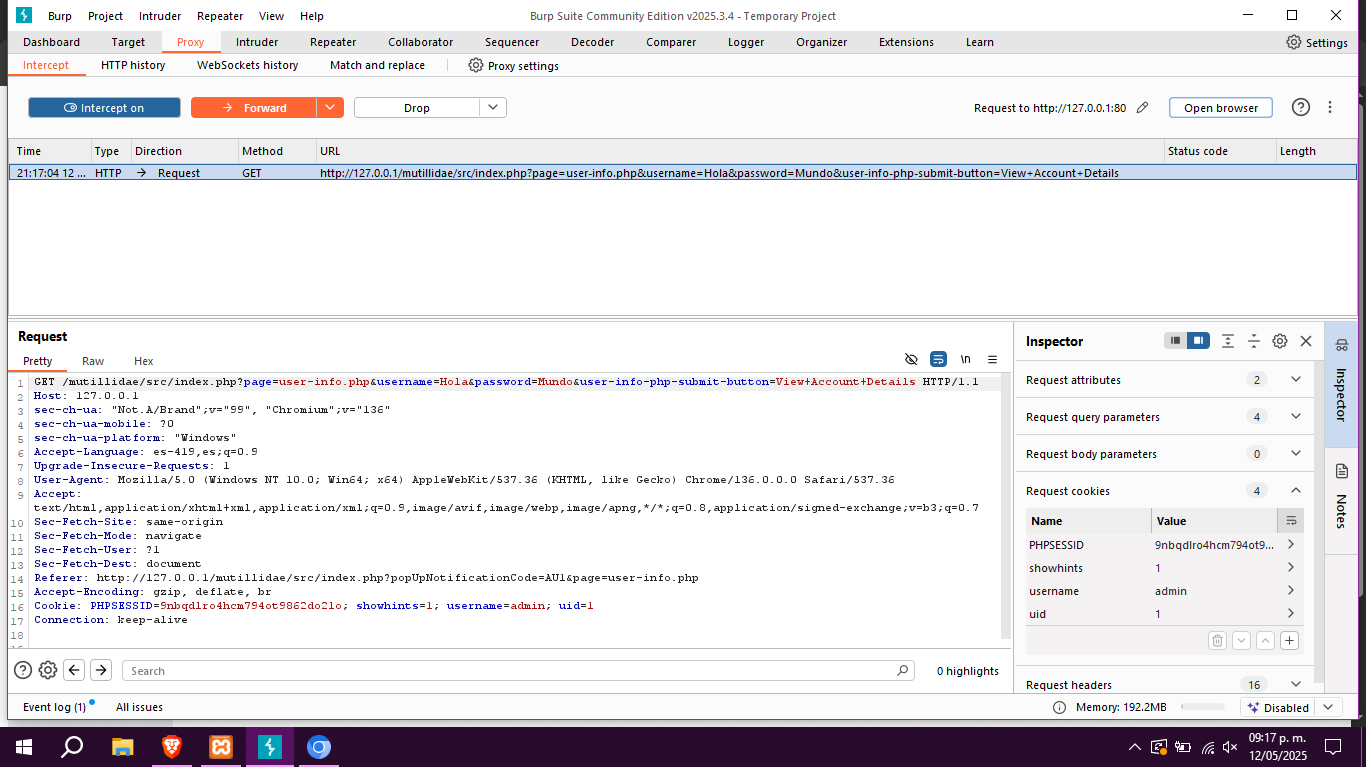 Burp Project Intruder Repeater View Help Burp Suite Community Edition v2025.3.4 - Temporary Project
Dashboard Target Proxy Intruder Repeater Collaborator Sequencer Decoder Comparer Logger Organizer Extensions Learn Settings
Intercept HTTP history WebSockets history Match and replace Proxy settings
Intercept on Forward Drop Request to http://127.0.0.1:80 Open browser
Time Type Direction Method URL Status code Length
21:17:04 12 ... HTTP Request GET http://127.0.0.1/mutillidae/src/index.php?page=user-info.php&username=Hola&password=Mundo&user-info-php-submit-button=View+Account+Details
Request
Pretty Raw Hex
\n
1 GET /mutillidae/src/index.php?page=user-info.php&username=Hola&password=Mundo&user-info-php-submit-button=View+Account+Details HTTP/1.1
2 Host: 127.0.0.1
3 sec-ch-ua: "Not.A/Brand";v="99", "Chromium";v="136"
4 sec-ch-ua-mobile: ?0
5 sec-ch-ua-platform: "Windows"
6 Accept-Language: es-419,es;q=0.9
7 Upgrade-Insecure-Requests: 1
8 User-Agent: Mozilla/5.0 (Windows NT 10.0; Win64; x64) AppleWebKit/537.36 (KHTML, like Gecko) Chrome/136.0.0.0 Safari/537.36
9 Accept:
text/html,application/xhtml+xml,application/xml;q=0.9,image/avif,image/webp,image/apng,*/*;q=0.8,application/signed-exchange;v=b3;q=0.7
10 Sec-Fetch-Site: same-origin
11 Sec-Fetch-Mode: navigate
12 Sec-Fetch-User: ?1
13 Sec-Fetch-Dest: document
14 Referer: http://127.0.0.1/mutillidae/src/index.php?popUpNotificationCode=AU1&page=user-info.php
15 Accept-Encoding: gzip, deflate, br
16 Cookie: PHPSESSID=9nbqdlro4hcm794ot9862do2lo; showhints=1; username=admin; uid=1
17 Connection: keep-alive
18
Search 0 highlights
Inspector
Request attributes 2
Request query parameters 4
Request body parameters 0
Request cookies 4
Name Value
PHPSESSID 9nbqdlro4hcm794ot9...
showhints 1
username admin
uid 1
Request headers 16
Inspector
Notes
Event log (1) All issues Memory: 192.2MB Disabled
09:17 p. m.
12/05/2025